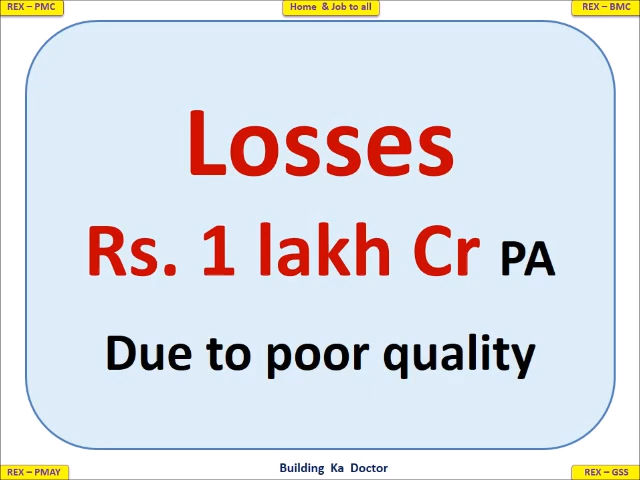 REX – PMC
Home & Job to all
REX – BMC
Losses
Rs. 1 lakh Cr PA
Due to poor quality
REX – PMAY
Building Ka Doctor
REX – GSS